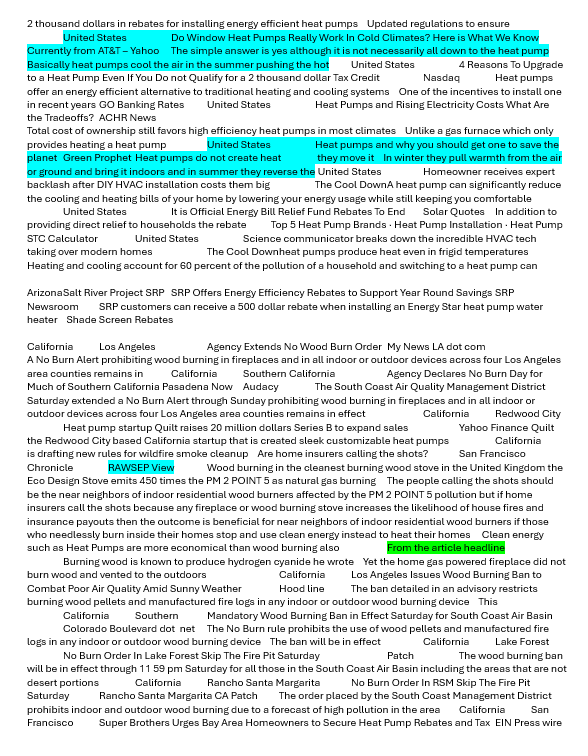 2 thousand dollars in rebates for installing energy efficient heat pumps Updated regulations to ensure
United States Do Window Heat Pumps Really Work In Cold Climates? Here is What We Know
Currently from AT&T – Yahoo The simple answer is yes although it is not necessarily all down to the heat pump
Basically heat pumps cool the air in the summer pushing the hot United States 4 Reasons To Upgrade
to a Heat Pump Even If You Do not Qualify for a 2 thousand dollar Tax Credit Nasdaq Heat pumps
offer an energy efficient alternative to traditional heating and cooling systems One of the incentives to install one
in recent years GO Banking Rates United States Heat Pumps and Rising Electricity Costs What Are
the Tradeoffs? ACHR News
Total cost of ownership still favors high efficiency heat pumps in most climates Unlike a gas furnace which only
provides heating a heat pump United States Heat pumps and why you should get one to save the
planet Green Prophet Heat pumps do not create heat they move it In winter they pull warmth from the air
or ground and bring it indoors and in summer they reverse the United States Homeowner receives expert
backlash after DIY HVAC installation costs them big The Cool DownA heat pump can significantly reduce
the cooling and heating bills of your home by lowering your energy usage while still keeping you comfortable
United States It is Official Energy Bill Relief Fund Rebates To End Solar Quotes In addition to
providing direct relief to households the rebate Top 5 Heat Pump Brands · Heat Pump Installation · Heat Pump
STC Calculator United States Science communicator breaks down the incredible HVAC tech
taking over modern homes The Cool Downheat pumps produce heat even in frigid temperatures
Heating and cooling account for 60 percent of the pollution of a household and switching to a heat pump can
ArizonaSalt River Project SRP SRP Offers Energy Efficiency Rebates to Support Year Round Savings SRP
Newsroom SRP customers can receive a 500 dollar rebate when installing an Energy Star heat pump water
heater Shade Screen Rebates
California Los Angeles Agency Extends No Wood Burn Order My News LA dot com
A No Burn Alert prohibiting wood burning in fireplaces and in all indoor or outdoor devices across four Los Angeles
area counties remains in California Southern California Agency Declares No Burn Day for
Much of Southern California Pasadena Now Audacy The South Coast Air Quality Management District
Saturday extended a No Burn Alert through Sunday prohibiting wood burning in fireplaces and in all indoor or
outdoor devices across four Los Angeles area counties remains in effect California Redwood City
Heat pump startup Quilt raises 20 million dollars Series B to expand sales Yahoo Finance Quilt
the Redwood City based California startup that is created sleek customizable heat pumps California
is drafting new rules for wildfire smoke cleanup Are home insurers calling the shots? San Francisco
Chronicle RAWSEP View Wood burning in the cleanest burning wood stove in the United Kingdom the
Eco Design Stove emits 450 times the PM 2 POINT 5 as natural gas burning The people calling the shots should
be the near neighbors of indoor residential wood burners affected by the PM 2 POINT 5 pollution but if home
insurers call the shots because any fireplace or wood burning stove increases the likelihood of house fires and
insurance payouts then the outcome is beneficial for near neighbors of indoor residential wood burners if those
who needlessly burn inside their homes stop and use clean energy instead to heat their homes Clean energy
such as Heat Pumps are more economical than wood burning also From the article headline
Burning wood is known to produce hydrogen cyanide he wrote Yet the home gas powered fireplace did not
burn wood and vented to the outdoors California Los Angeles Issues Wood Burning Ban to
Combat Poor Air Quality Amid Sunny Weather Hood line The ban detailed in an advisory restricts
burning wood pellets and manufactured fire logs in any indoor or outdoor wood burning device This
California Southern Mandatory Wood Burning Ban in Effect Saturday for South Coast Air Basin
Colorado Boulevard dot net The No Burn rule prohibits the use of wood pellets and manufactured fire
logs in any indoor or outdoor wood burning device The ban will be in effect California Lake Forest
No Burn Order In Lake Forest Skip The Fire Pit Saturday Patch The wood burning ban
will be in effect through 11 59 pm Saturday for all those in the South Coast Air Basin including the areas that are not
desert portions California Rancho Santa Margarita No Burn Order In RSM Skip The Fire Pit
Saturday Rancho Santa Margarita CA Patch The order placed by the South Coast Management District
prohibits indoor and outdoor wood burning due to a forecast of high pollution in the area California San
Francisco Super Brothers Urges Bay Area Homeowners to Secure Heat Pump Rebates and Tax EIN Press wire